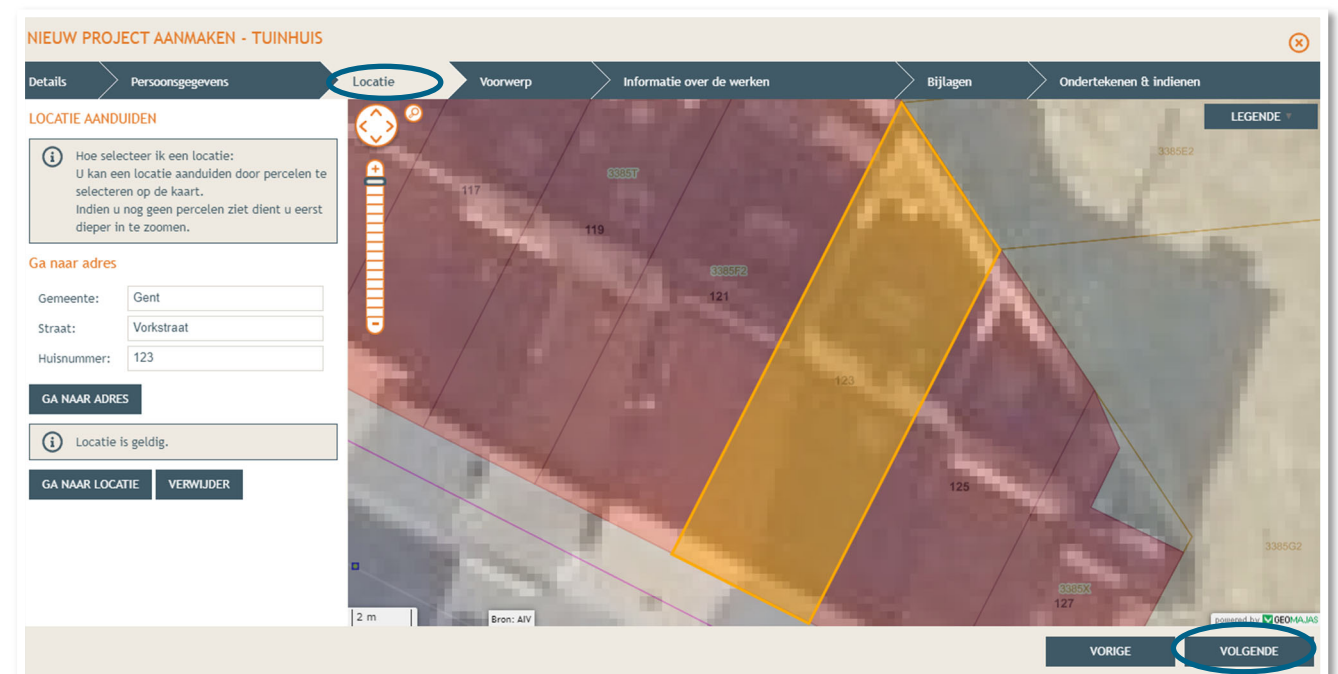 NIEUW PROJECT AANMAKEN - TUINHUIS
Details
Persoonsgegevens
Locatie
Voorwerp
Informatie over de werken
Bijlagen
Ondertekenen & indienen
LOCATIE AANDUIDEN
Hoe selecteer ik een locatie:
U kan een locatie aanduiden door percelen te
selecteren op de kaart.
Indien u nog geen percelen ziet dient u eerst
dieper in te zoomen.
Ga naar adres
Gemeente: Gent
Straat: Vorkstraat
Huisnummer: 123
GA NAAR ADRES
Locatie is geldig.
GA NAAR LOCATIE
VERWIJDER
LEGENDE
3385E2
3385T
117
119
3385F2
121
123
125
3385G2
3385X
127
2 m
Bron: AIV
powered by GEOMAJAS
VORIGE
VOLGENDE